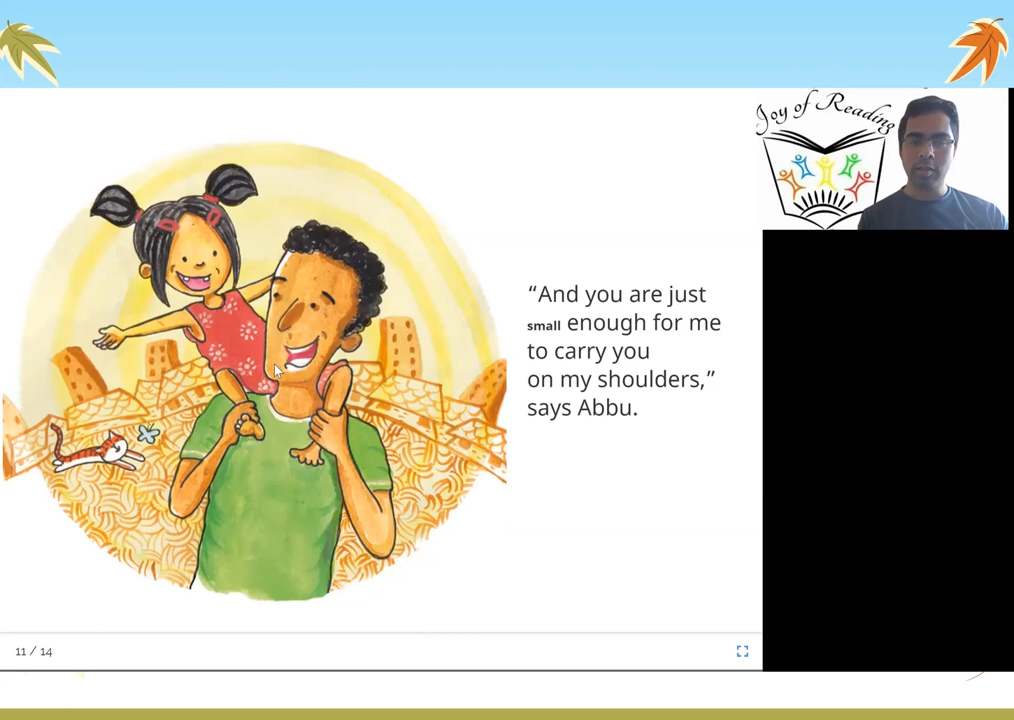 Joy of Reading
“And you are just
small enough for me
to carry you
on my shoulders,”
says Abbu.
11 / 14